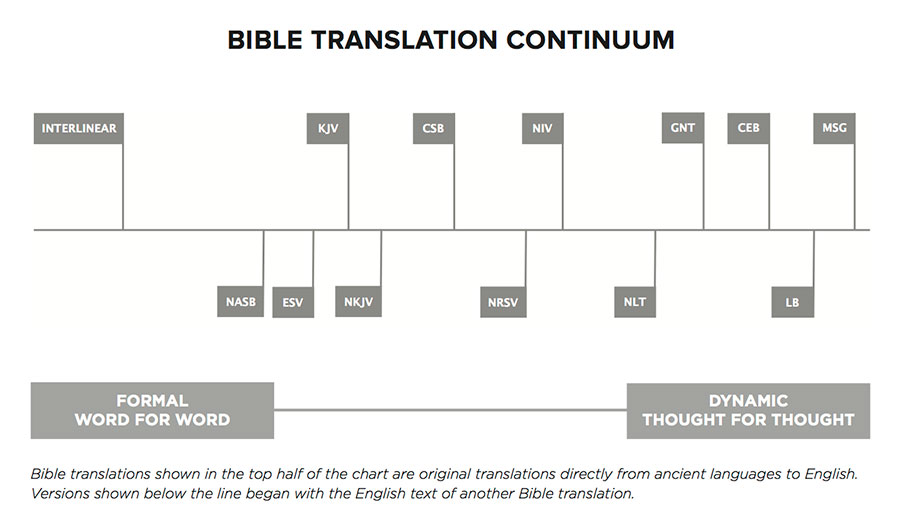 BIBLE TRANSLATION CONTINUUM
INTERLINEAR KJV CSB NIV GNT CEB MSG
NASB ESV NKJV NRSV NLT LB
FORMAL
WORD FOR WORD
DYNAMIC
THOUGHT FOR THOUGHT
Bible translations shown in the top half of the chart are original translations directly from ancient languages to English.
Versions shown below the line began with the English text of another Bible translation.